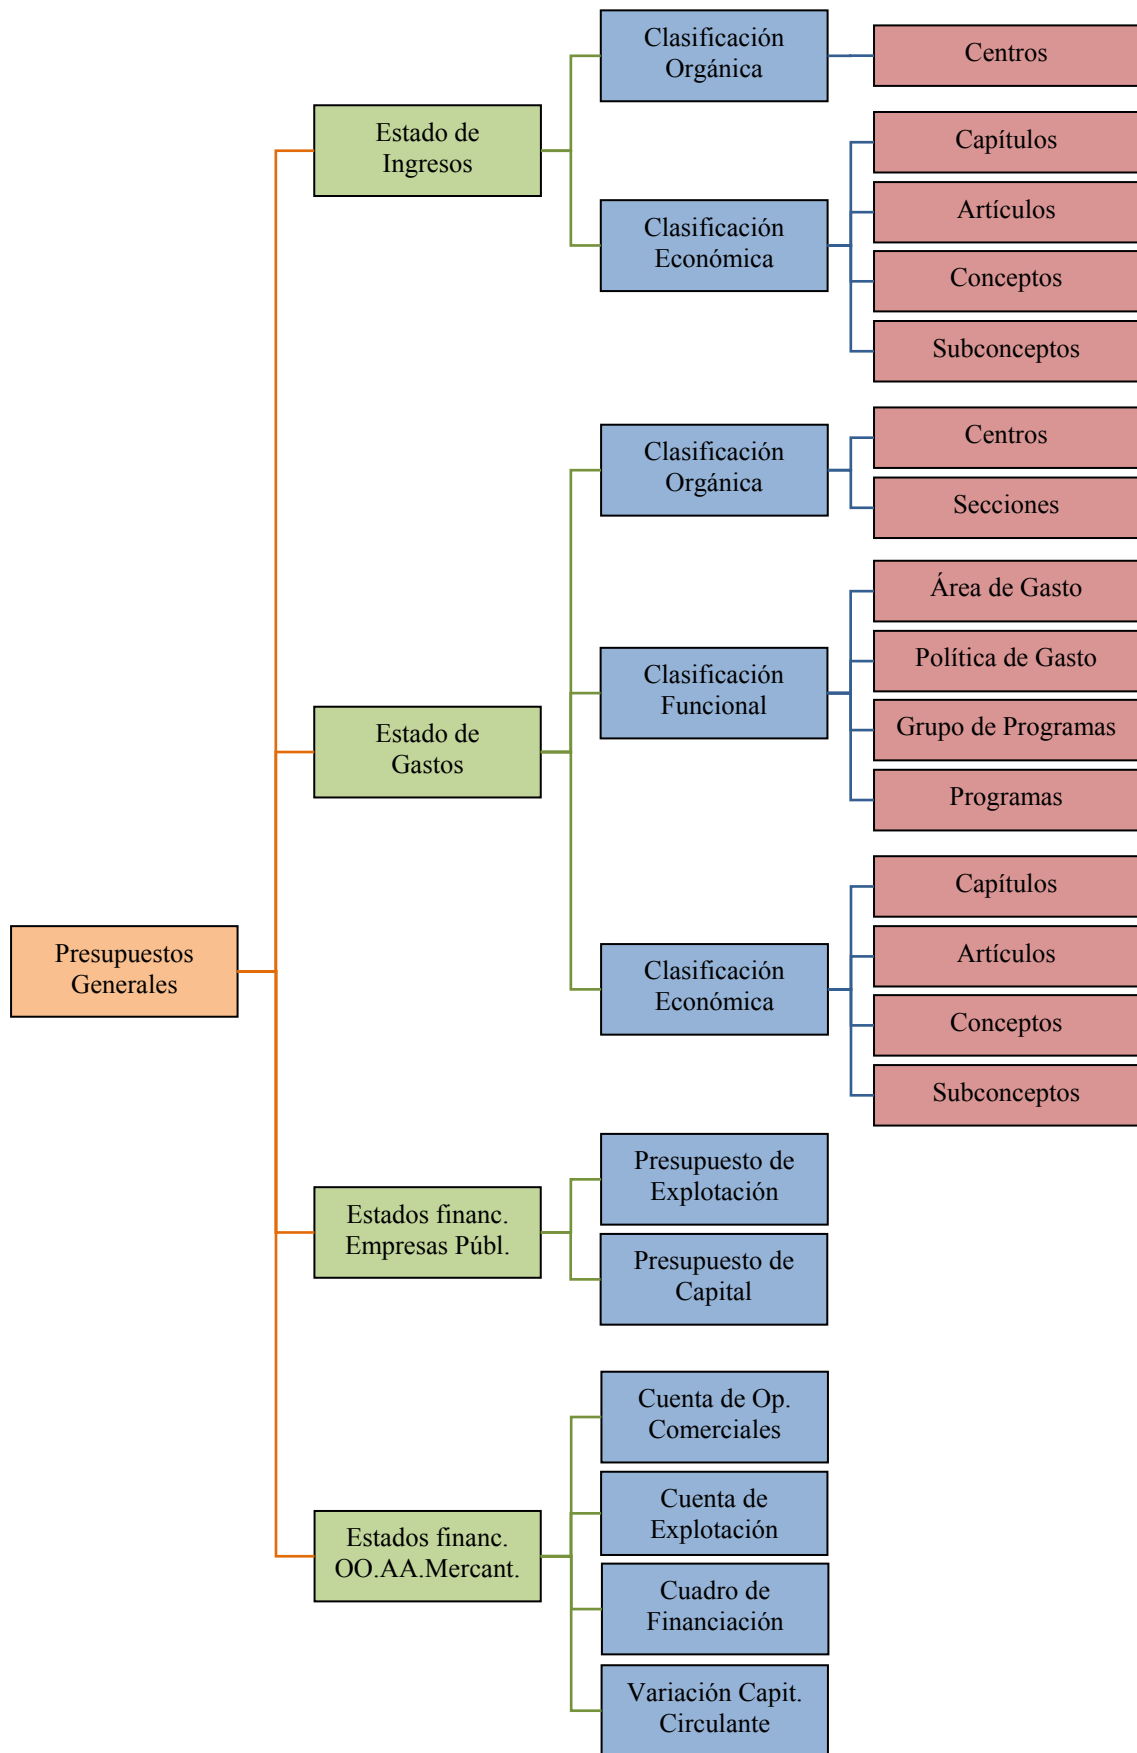 Presupuestos
Generales
Estado de
Ingresos
Clasificación
Orgánica
Centros
Clasificación
Económica
Capítulos
Artículos
Conceptos
Subconceptos
Estado de
Gastos
Clasificación
Orgánica
Centros
Secciones
Clasificación
Funcional
Área de Gasto
Política de Gasto
Grupo de Programas
Programas
Clasificación
Económica
Capítulos
Artículos
Conceptos
Subconceptos
Estados financ.
Empresas Públ.
Presupuesto de
Explotación
Presupuesto de
Capital
Estados financ.
OO.AA.Mercant.
Cuenta de Op.
Comerciales
Cuenta de
Explotación
Cuadro de
Financiación
Variación Capit.
Circulante